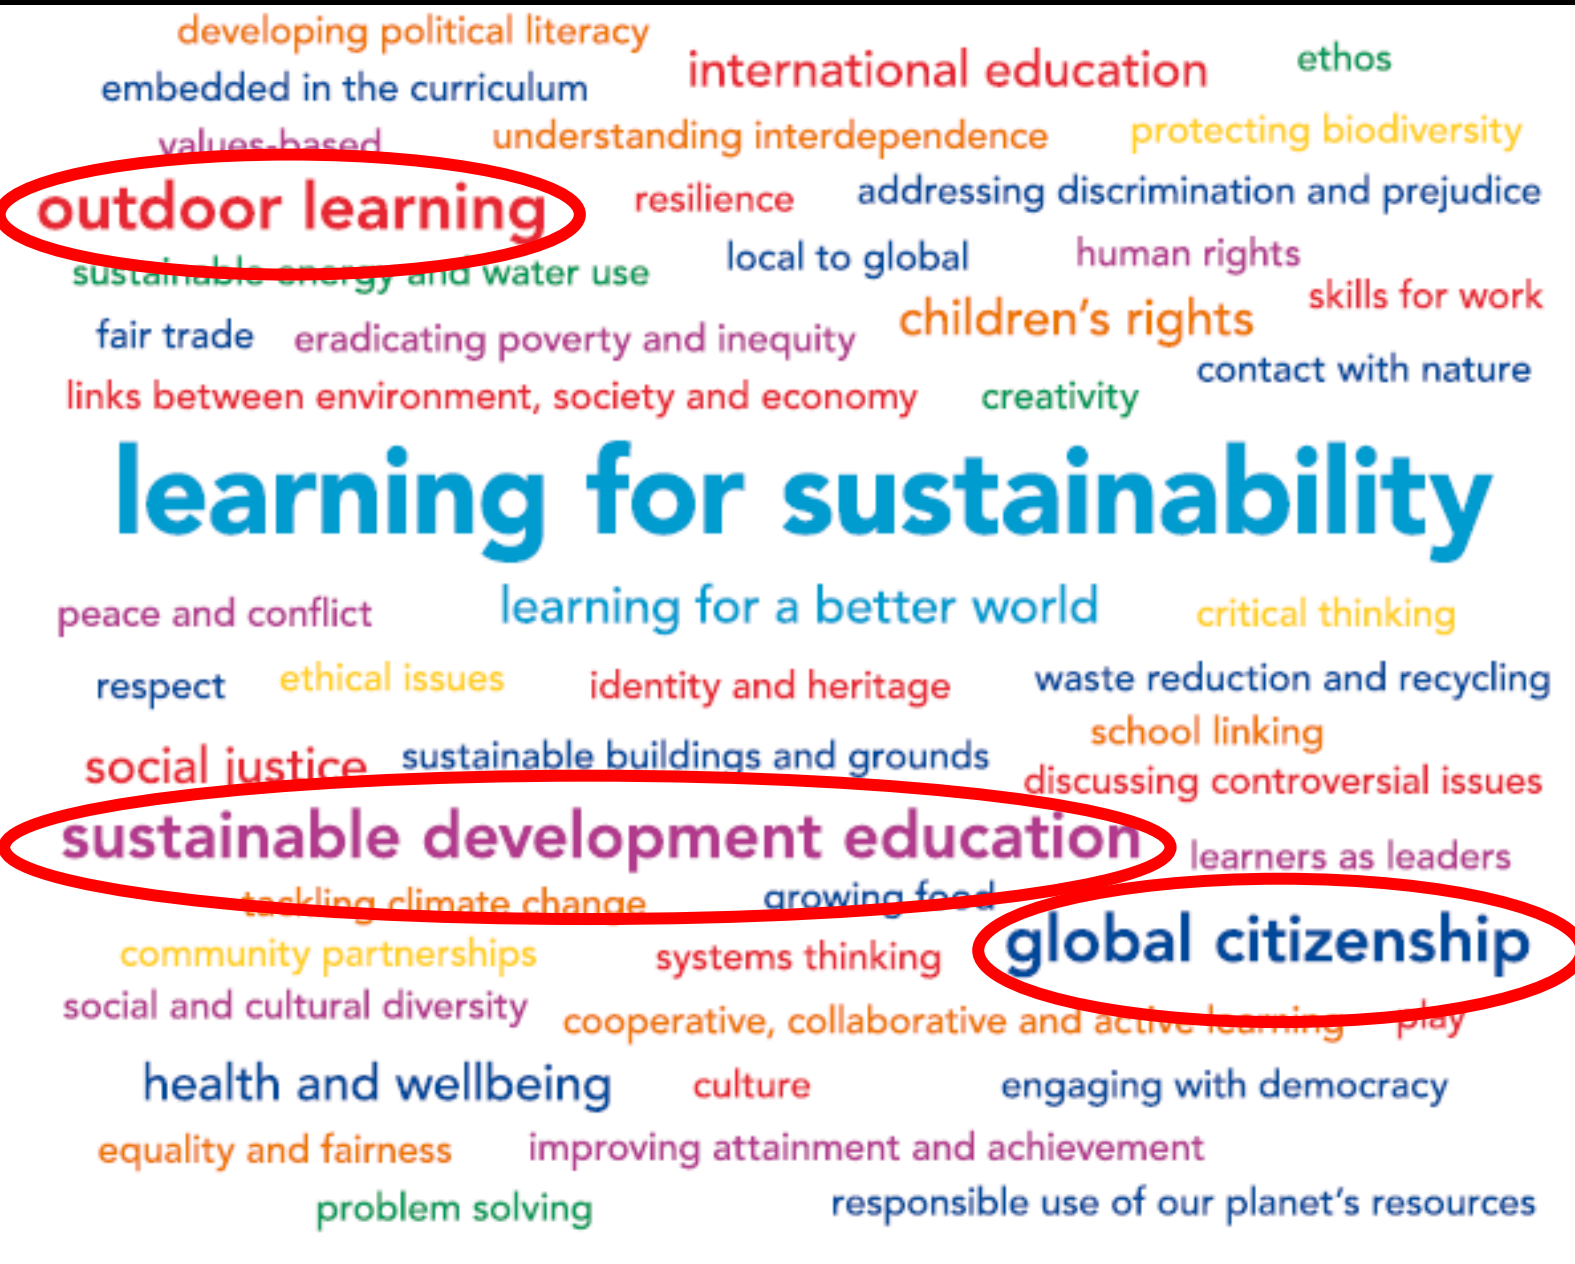 developing political literacy
international education
ethos
embedded in the curriculum
values-based
understanding interdependence
protecting biodiversity
outdoor learning
resilience
addressing discrimination and prejudice
sustainable energy and water use
local to global
human rights
skills for work
fair trade
eradicating poverty and inequity
children's rights
contact with nature
links between environment, society and economy
creativity
learning for sustainability
peace and conflict
learning for a better world
critical thinking
respect
ethical issues
identity and heritage
waste reduction and recycling
school linking
social justice
sustainable buildings and grounds
discussing controversial issues
sustainable development education
learners as leaders
tackling climate change
growing food
global citizenship
community partnerships
systems thinking
social and cultural diversity
cooperative, collaborative and active learning
play
health and wellbeing
culture
engaging with democracy
equality and fairness
improving attainment and achievement
problem solving
responsible use of our planet's resources